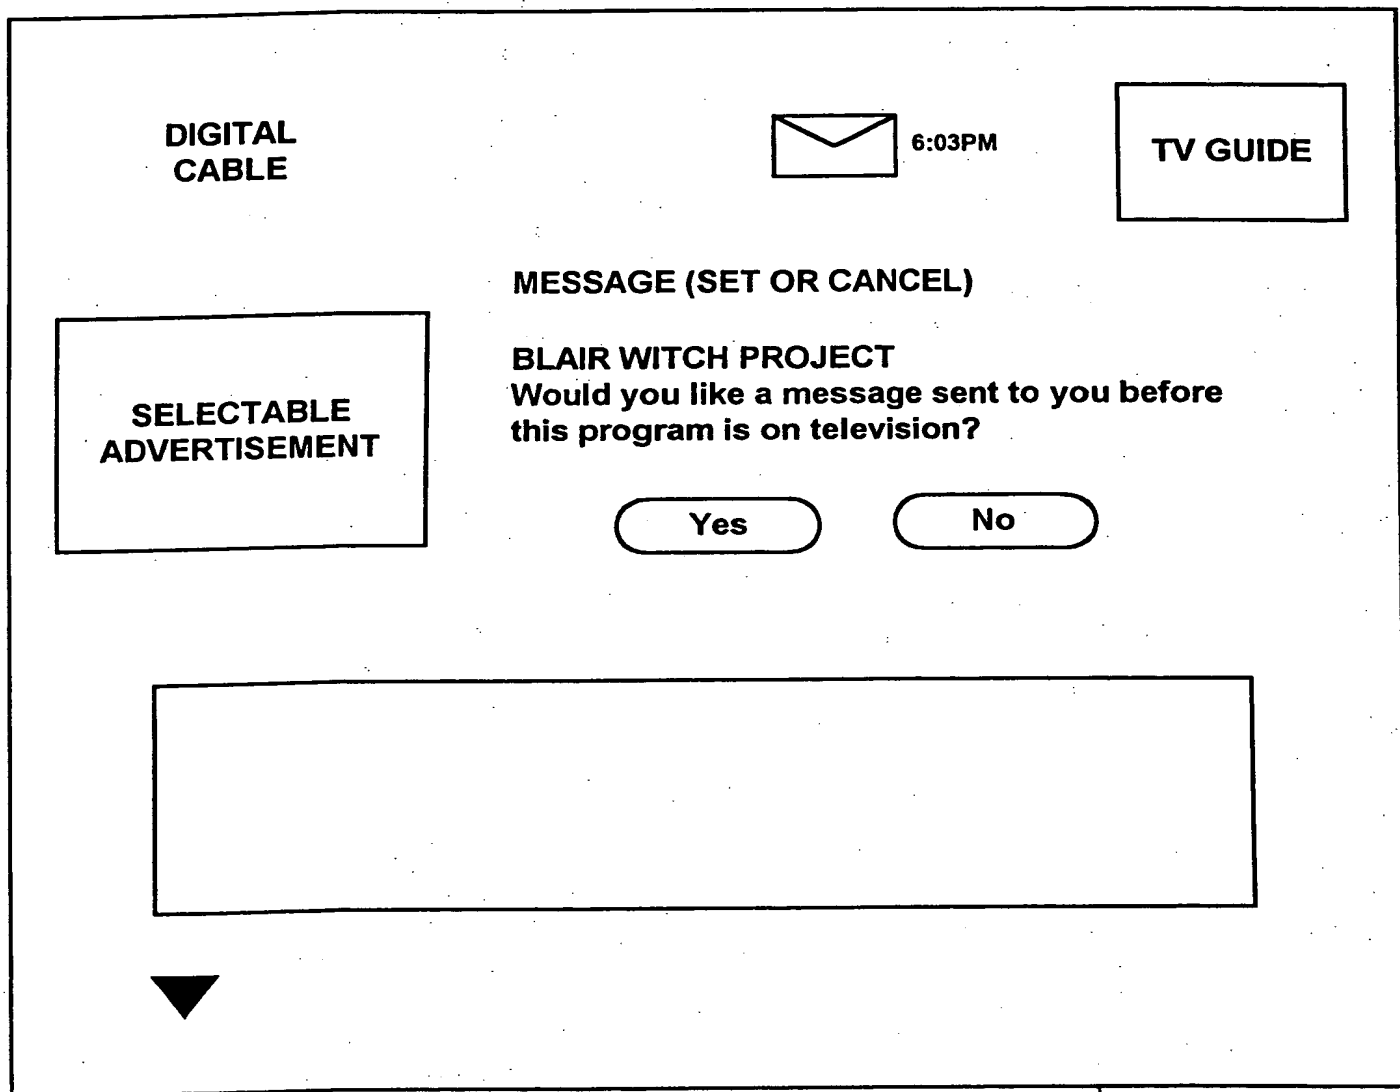 DIGITAL
CABLE
6:03PM
TV GUIDE
MESSAGE (SET OR CANCEL)
SELECTABLE
ADVERTISEMENT
BLAIR WITCH PROJECT
Would you like a message sent to you before
this program is on television?
Yes
No